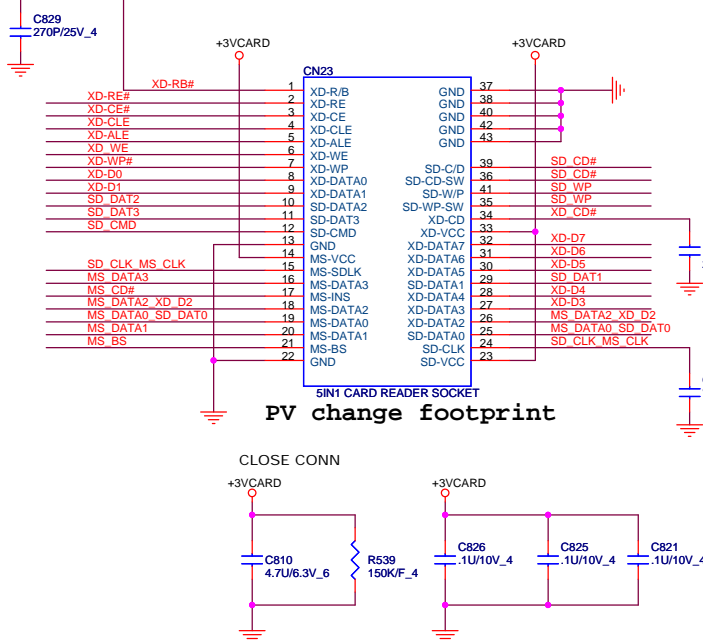 C829
270P/25V_4
+3VCARD
+3VCARD
CN23
XD-RB# 1 XD-R/B GND 37
XD-RE# 2 XD-RE GND 38
XD-CE# 3 XD-CE GND 40
XD-CLE 4 XD-CLE GND 42
XD-ALE 5 XD-ALE GND 43
XD_WE 6 XD-WE
XD-WP# 7 XD-WP SD-C/D 39 SD_CD#
XD-D0 8 XD-DATA0 SD-CD-SW 36 SD_CD#
XD-D1 9 XD-DATA1 SD-W/P 41 SD_WP
SD_DAT2 10 SD-DATA2 SD-WP-SW 35 SD_WP
SD_DAT3 11 SD-DAT3 XD-CD 34 XD_CD#
SD_CMD 12 SD-CMD XD-VCC 33
13 GND XD-DATA7 32 XD-D7
14 MS-VCC XD-DATA6 31 XD-D6
SD_CLK_MS_CLK 15 MS-SDLK XD-DATA5 30 XD-D5
MS_DATA3 16 MS-DATA3 SD-DATA1 29 SD_DAT1
MS_CD# 17 MS-INS XD-DATA4 28 XD-D4
MS_DATA2_XD_D2 18 MS-DATA2 XD-DATA3 27 XD-D3
MS_DATA0_SD_DAT0 19 MS-DATA0 XD-DATA2 26 MS_DATA2_XD_D2
MS_DATA1 20 MS-DATA1 SD-DATA0 25 MS_DATA0_SD_DAT0
MS_BS 21 MS-BS SD-CLK 24 SD_CLK_MS_CLK
22 GND SD-VCC 23
5IN1 CARD READER SOCKET
PV change footprint
CLOSE CONN
+3VCARD
+3VCARD
C810
4.7U/6.3V_6
R539
150K/F_4
C826
.1U/10V_4
C825
.1U/10V_4
C821
.1U/10V_4